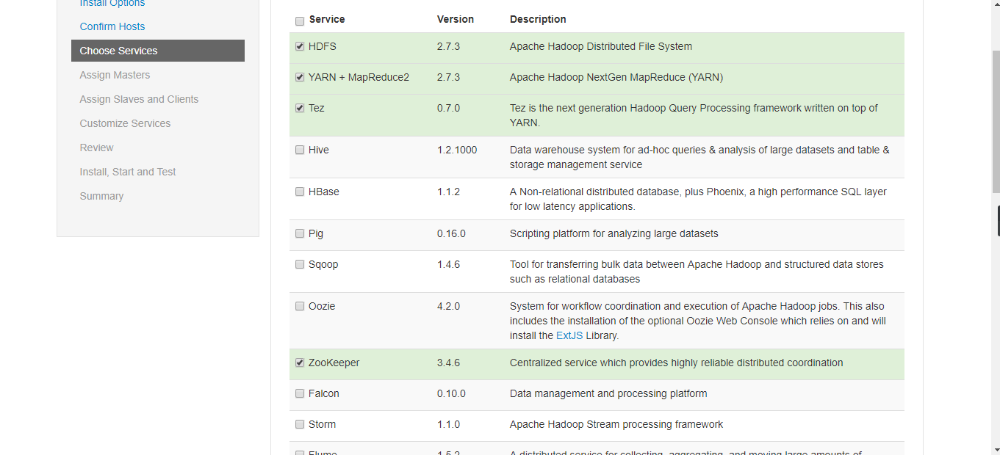 Install Options
Confirm Hosts
Choose Services
Assign Masters
Assign Slaves and Clients
Customize Services
Review
Install, Start and Test
Summary
Service Version Description
HDFS 2.7.3 Apache Hadoop Distributed File System
YARN + MapReduce2 2.7.3 Apache Hadoop NextGen MapReduce (YARN)
Tez 0.7.0 Tez is the next generation Hadoop Query Processing framework written on top of
YARN.
Hive 1.2.1000 Data warehouse system for ad-hoc queries & analysis of large datasets and table &
storage management service
HBase 1.1.2 A Non-relational distributed database, plus Phoenix, a high performance SQL layer
for low latency applications.
Pig 0.16.0 Scripting platform for analyzing large datasets
Sqoop 1.4.6 Tool for transferring bulk data between Apache Hadoop and structured data stores
such as relational databases
Oozie 4.2.0 System for workflow coordination and execution of Apache Hadoop jobs. This also
includes the installation of the optional Oozie Web Console which relies on and will
install the ExtJS Library.
ZooKeeper 3.4.6 Centralized service which provides highly reliable distributed coordination
Falcon 0.10.0 Data management and processing platform
Storm 1.1.0 Apache Hadoop Stream processing framework
Flume 1.5.2 A distributed service for collecting, aggregating, and moving large amounts of